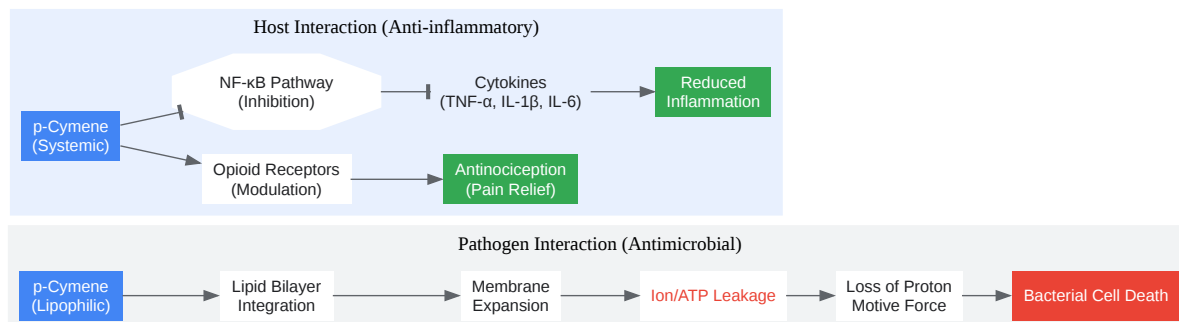 Host Interaction (Anti-inflammatory)
NF-κB Pathway
(Inhibition)
Cytokines
(TNF-α, IL-1β, IL-6)
Reduced
Inflammation
p-Cymene
(Systemic)
Opioid Receptors
(Modulation)
Antinociception
(Pain Relief)
Pathogen Interaction (Antimicrobial)
p-Cymene
(Lipophilic)
Lipid Bilayer
Integration
Membrane
Expansion
Ion/ATP Leakage
Loss of Proton
Motive Force
Bacterial Cell Death